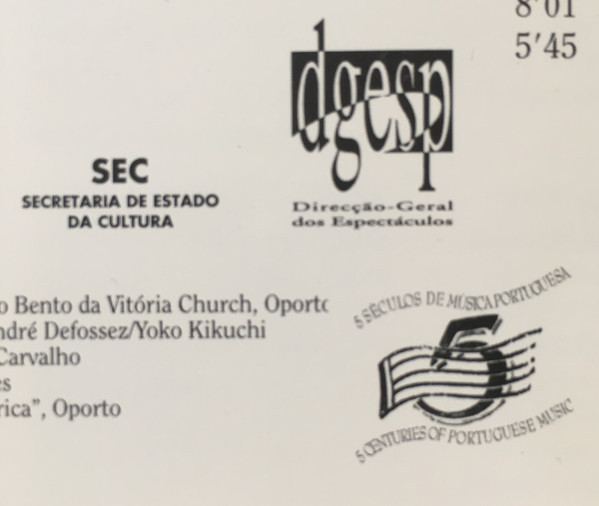 8'01
5'45
dgesp
SEC
SECRETARIA DE ESTADO
DA CULTURA
Direcção-Geral
dos Espectáculos
o Bento da Vitória Church, Oporto
ndré Defossez/Yoko Kikuchi
Carvalho
es
rica”, Oporto
5 SÉCULOS DE MÚSICA PORTUGUESA
5
5 CENTURIES OF PORTUGUESE MUSIC